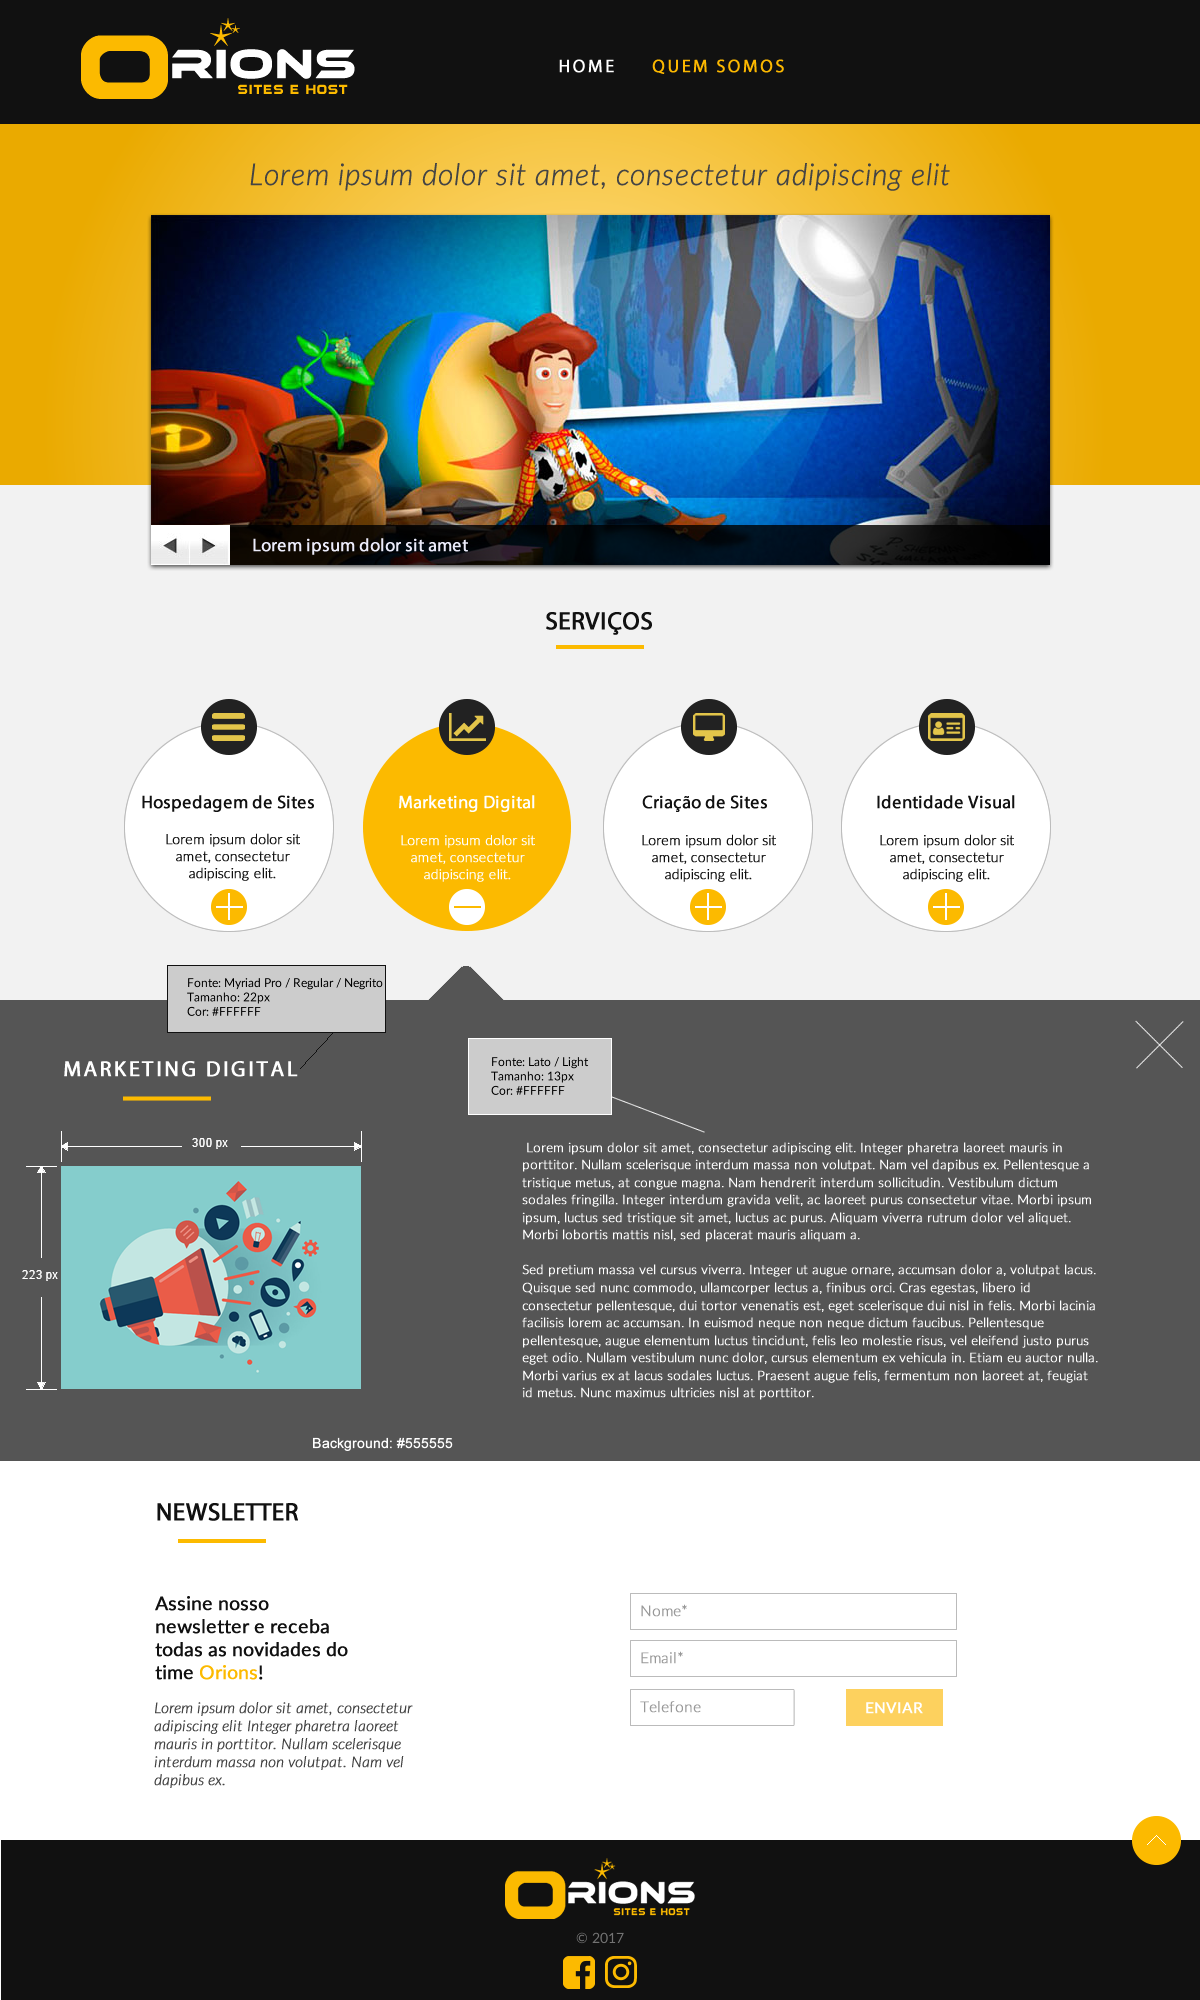 ORIONS
SITES E HOST
HOME QUEM SOMOS
Lorem ipsum dolor sit amet, consectetur adipiscing elit
Lorem ipsum dolor sit amet
SERVIÇOS
Hospedagem de Sites
Lorem ipsum dolor sit
amet, consectetur
adipiscing elit.
Marketing Digital
Lorem ipsum dolor sit
amet, consectetur
adipiscing elit.
Criação de Sites
Lorem ipsum dolor sit
amet, consectetur
adipiscing elit.
Identidade Visual
Lorem ipsum dolor sit
amet, consectetur
adipiscing elit.
Fonte: Myriad Pro / Regular / Negrito
Tamanho: 22px
Cor: #FFFFFF
MARKETING DIGITAL
Fonte: Lato / Light
Tamanho: 13px
Cor: #FFFFFF
300 px
223 px
Lorem ipsum dolor sit amet, consectetur adipiscing elit. Integer pharetra laoreet mauris in
porttitor. Nullam scelerisque interdum massa non volutpat. Nam vel dapibus ex. Pellentesque a
tristique metus, at congue magna. Nam hendrerit interdum sollicitudin. Vestibulum dictum
sodales fringilla. Integer interdum gravida velit, ac laoreet purus consectetur vitae. Morbi ipsum
ipsum, luctus sed tristique sit amet, luctus ac purus. Aliquam viverra rutrum dolor vel aliquet.
Morbi lobortis mattis nisl, sed placerat mauris aliquam a.
Sed pretium massa vel cursus viverra. Integer ut augue ornare, accumsan dolor a, volutpat lacus.
Quisque sed nunc commodo, ullamcorper lectus a, finibus orci. Cras egestas, libero id
consectetur pellentesque, dui tortor venenatis est, eget scelerisque dui nisl in felis. Morbi lacinia
facilisis lorem ac accumsan. In euismod neque non neque dictum faucibus. Pellentesque
pellentesque, augue elementum luctus tincidunt, felis leo molestie risus, vel eleifend justo purus
eget odio. Nullam vestibulum nunc dolor, cursus elementum ex vehicula in. Etiam eu auctor nulla.
Morbi varius ex at lacus sodales luctus. Praesent augue felis, fermentum non laoreet at, feugiat
id metus. Nunc maximus ultricies nisl at porttitor.
Background: #555555
NEWSLETTER
Assine nosso
newsletter e receba
todas as novidades do
time Orions!
Lorem ipsum dolor sit amet, consectetur
adipiscing elit Integer pharetra laoreet
mauris in porttitor. Nullam scelerisque
interdum massa non volutpat. Nam vel
dapibus ex.
Nome*
Email*
Telefone
ENVIAR
ORIONS
SITES E HOST
© 2017